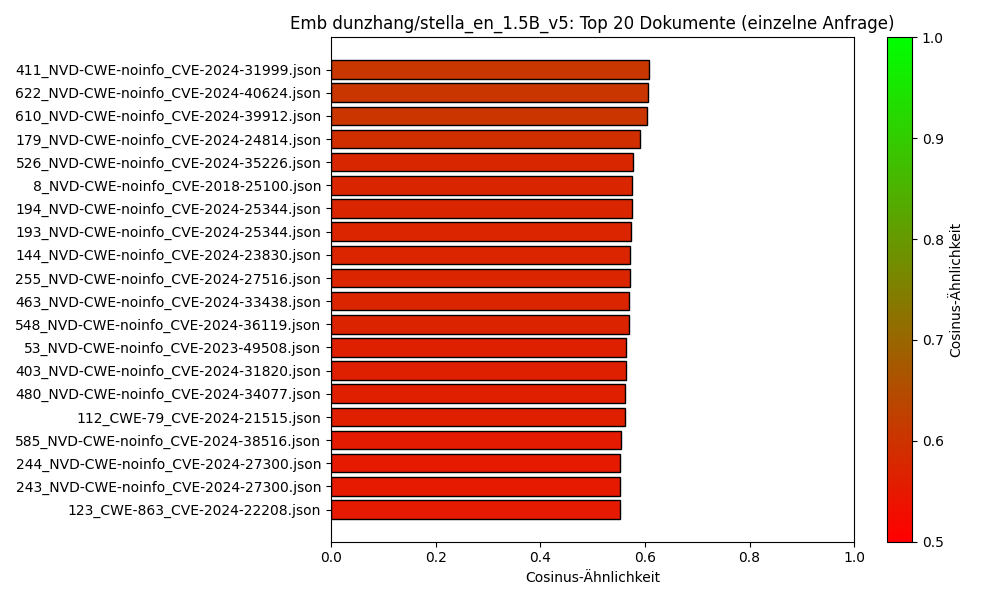 Emb dunzhang/stella_en_1.5B_v5: Top 20 Dokumente (einzelne Anfrage)
411_NVD-CWE-noinfo_CVE-2024-31999.json
622_NVD-CWE-noinfo_CVE-2024-40624.json
610_NVD-CWE-noinfo_CVE-2024-39912.json
179_NVD-CWE-noinfo_CVE-2024-24814.json
526_NVD-CWE-noinfo_CVE-2024-35226.json
8_NVD-CWE-noinfo_CVE-2018-25100.json
194_NVD-CWE-noinfo_CVE-2024-25344.json
193_NVD-CWE-noinfo_CVE-2024-25344.json
144_NVD-CWE-noinfo_CVE-2024-23830.json
255_NVD-CWE-noinfo_CVE-2024-27516.json
463_NVD-CWE-noinfo_CVE-2024-33438.json
548_NVD-CWE-noinfo_CVE-2024-36119.json
53_NVD-CWE-noinfo_CVE-2023-49508.json
403_NVD-CWE-noinfo_CVE-2024-31820.json
480_NVD-CWE-noinfo_CVE-2024-34077.json
112_CWE-79_CVE-2024-21515.json
585_NVD-CWE-noinfo_CVE-2024-38516.json
244_NVD-CWE-noinfo_CVE-2024-27300.json
243_NVD-CWE-noinfo_CVE-2024-27300.json
123_CWE-863_CVE-2024-22208.json
0.0 0.2 0.4 0.6 0.8 1.0
Cosinus-Ähnlichkeit
1.0
0.9
0.8
0.7
0.6
0.5
Cosinus-Ähnlichkeit